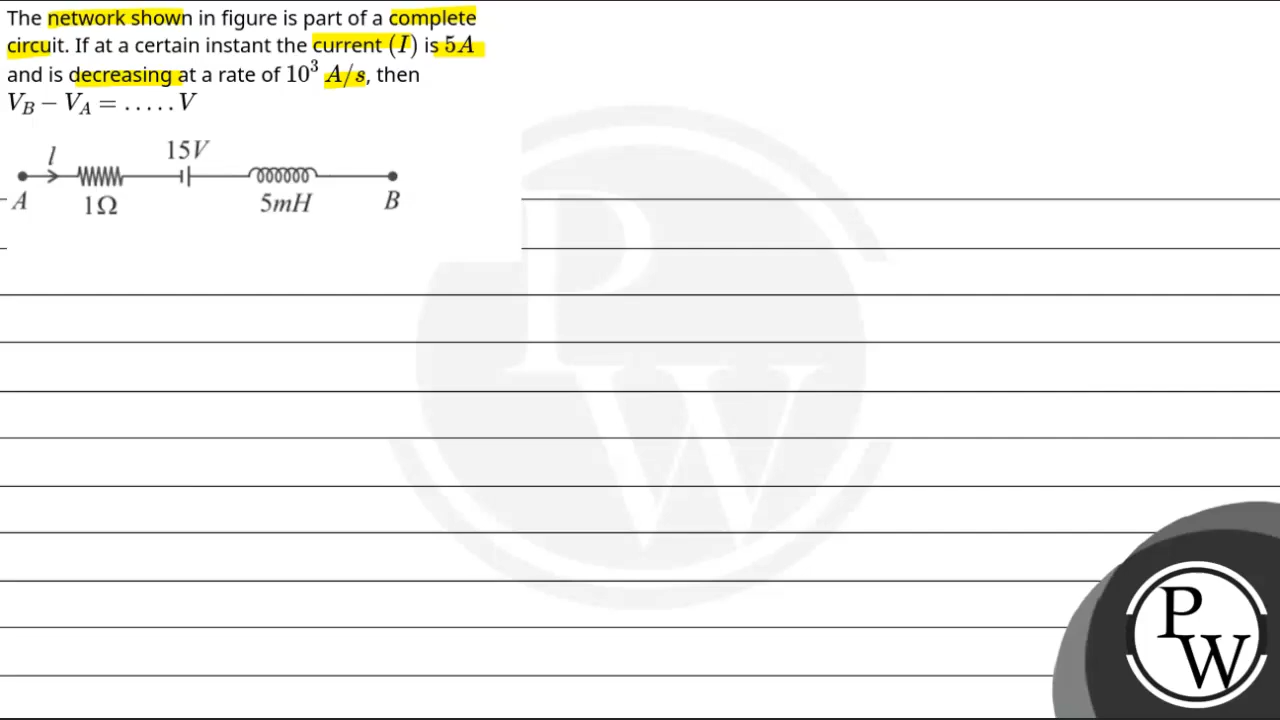 The network shown in figure is part of a complete
circuit. If at a certain instant the current (I) is 5A
and is decreasing at a rate of 10³ A/s, then
V_B − V_A = ..... V
l
15V
A
1Ω
5mH
B
P
W
P
W